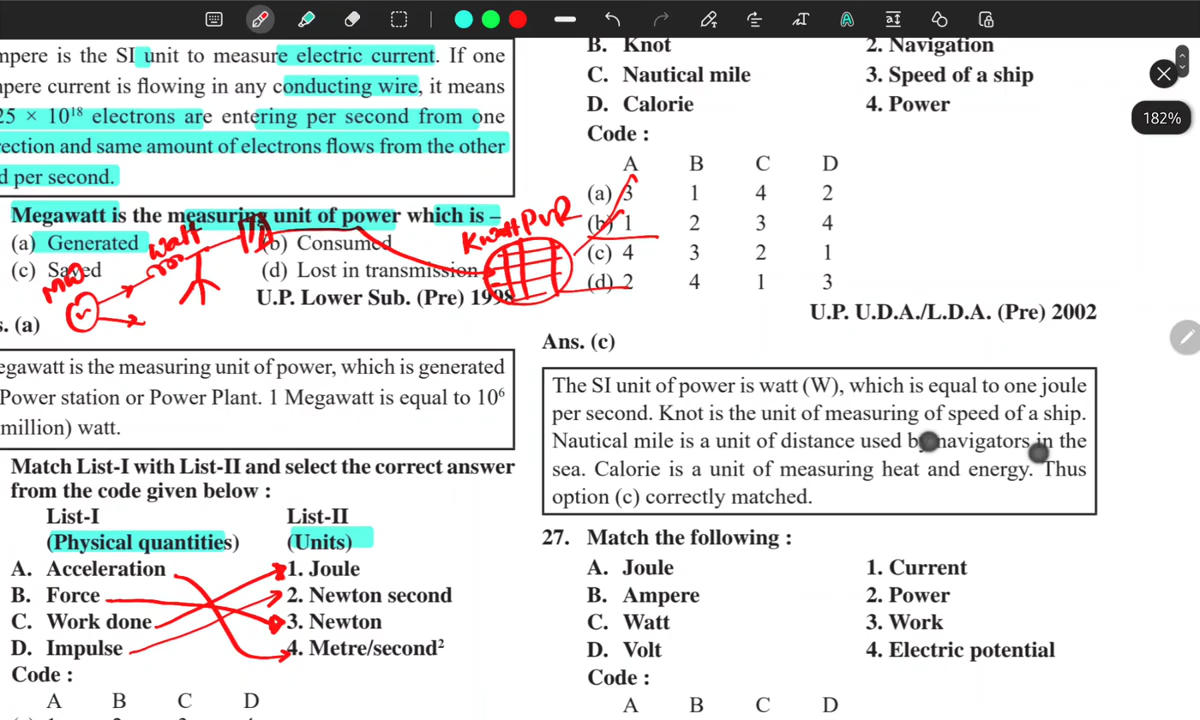 mpere is the SI unit to measure electric current. If one
mpere current is flowing in any conducting wire, it means
25 × 10¹⁸ electrons are entering per second from one
rection and same amount of electrons flows from the other
d per second.
Megawatt is the measuring unit of power which is –
(a) Generated (b) Consumed
(c) Saved (d) Lost in transmission
U.P. Lower Sub. (Pre) 1998
s. (a)
MW
watt
Kwatt PWR
egawatt is the measuring unit of power, which is generated
Power station or Power Plant. 1 Megawatt is equal to 10⁶
million) watt.
Match List-I with List-II and select the correct answer
from the code given below :
List-I List-II
(Physical quantities) (Units)
A. Acceleration 1. Joule
B. Force 2. Newton second
C. Work done 3. Newton
D. Impulse 4. Metre/second²
Code :
A B C D
B. Knot 2. Navigation
C. Nautical mile 3. Speed of a ship
D. Calorie 4. Power
Code :
A B C D
(a) 3 1 4 2
(b) 1 2 3 4
(c) 4 3 2 1
(d) 2 4 1 3
U.P. U.D.A./L.D.A. (Pre) 2002
Ans. (c)
The SI unit of power is watt (W), which is equal to one joule
per second. Knot is the unit of measuring of speed of a ship.
Nautical mile is a unit of distance used by navigators in the
sea. Calorie is a unit of measuring heat and energy. Thus
option (c) correctly matched.
27. Match the following :
A. Joule 1. Current
B. Ampere 2. Power
C. Watt 3. Work
D. Volt 4. Electric potential
Code :
A B C D
182%